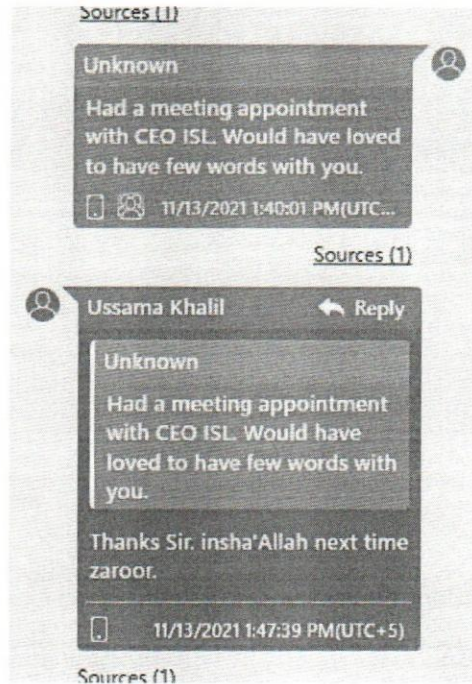 Sources (1)
Unknown
Had a meeting appointment
with CEO ISL. Would have loved
to have few words with you.
11/13/2021 1:40:01 PM(UTC...
Sources (1)
Ussama Khalil Reply
Unknown
Had a meeting appointment
with CEO ISL. Would have
loved to have few words with
you.
Thanks Sir. insha'Allah next time
zaroor.
11/13/2021 1:47:39 PM(UTC+5)
Sources (1)